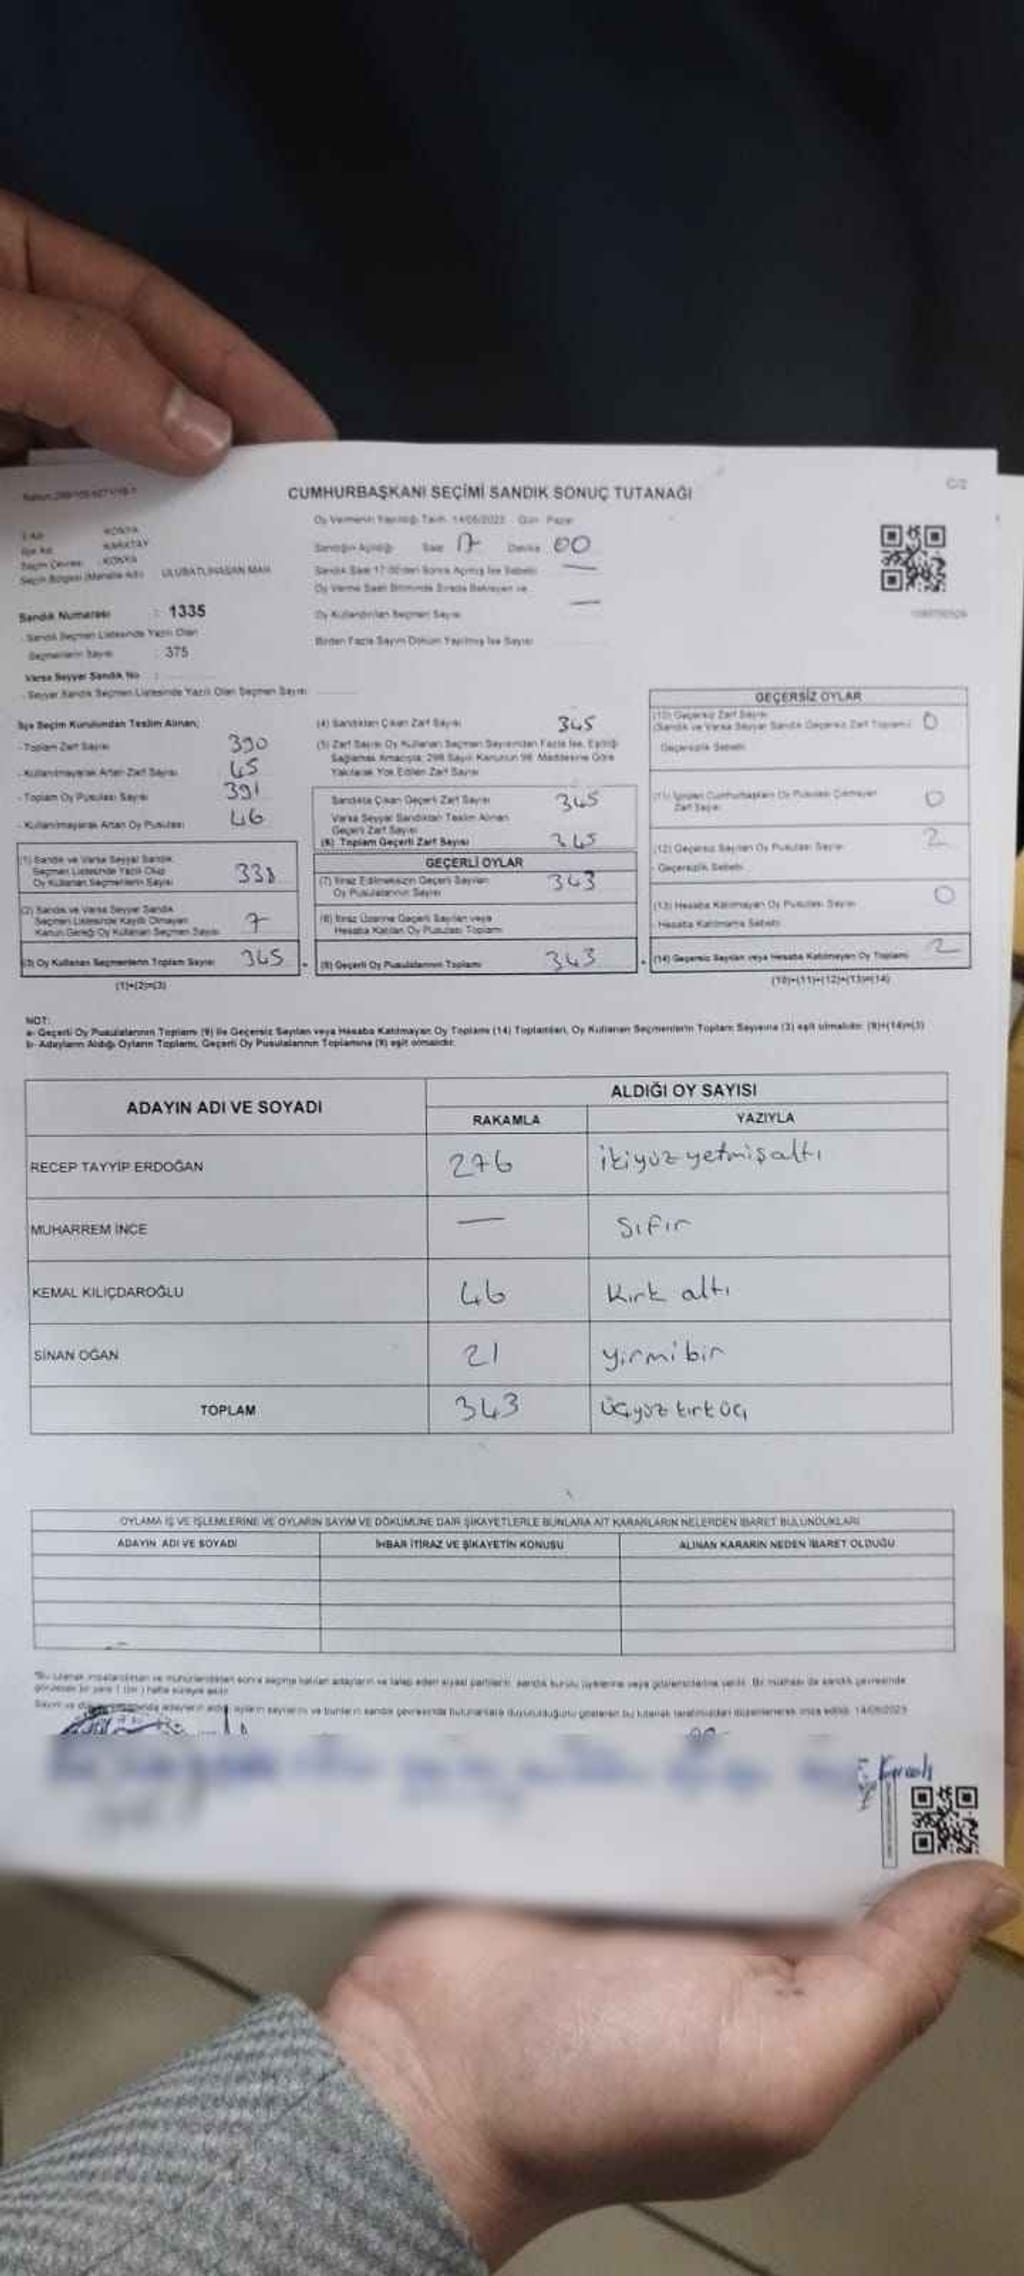 C/2
CUMHURBAŞKANI SEÇİMİ SANDIK SONUÇ TUTANAĞI
Oy Vermenin Yapıldığı Tarih: 14/05/2023 Gün: Pazar
İl Adı : KONYA
İlçe Adı : KARATAY
Seçim Çevresi : KONYA
Seçim Bölgesi (Mahalle Adı) : ULUBATLIHASAN MAH.
Sandığın Açıldığı Saat 17 Dakika 00
Sandık Saat 17:00'den Sonra Açılmış İse Sebebi —
Oy Verme Saati Bitiminde Sırada Bekleyen ve
Oy Kullandırılan Seçmen Sayısı —
Birden Fazla Sayım Döküm Yapılmış İse Sayısı
Sandık Numarası : 1335
Sandık Seçmen Listesinde Yazılı Olan
Seçmenlerin Sayısı : 375
Varsa Seyyar Sandık No :
- Seyyar Sandık Seçmen Listesinde Yazılı Olan Seçmen Sayısı
İlçe Seçim Kurulundan Teslim Alınan;
- Toplam Zarf Sayısı 390
- Kullanılmayarak Artan Zarf Sayısı 45
- Toplam Oy Pusulası Sayısı 391
- Kullanılmayarak Artan Oy Pusulası 46
(1) Sandık ve Varsa Seyyar Sandık
Seçmen Listesinde Yazılı Olup
Oy Kullanan Seçmenlerin Sayısı 338
(2) Sandık ve Varsa Seyyar Sandık
Seçmen Listesinde Kayıtlı Olmayan
Kanun Gereği Oy Kullanan Seçmen Sayısı 7
(3) Oy Kullanan Seçmenlerin Toplam Sayısı 345
(1)+(2)=(3)
(4) Sandıktan Çıkan Zarf Sayısı 345
(5) Zarf Sayısı Oy Kullanan Seçmen Sayısından Fazla İse, Eşitliği
Sağlamak Amacıyla, 298 Sayılı Kanunun 98. Maddesine Göre
Yakılarak Yok Edilen Zarf Sayısı
Sandıkta Çıkan Geçerli Zarf Sayısı 345
Varsa Seyyar Sandıktan Teslim Alınan
Geçerli Zarf Sayısı
(6) Toplam Geçerli Zarf Sayısı 345
GEÇERLİ OYLAR
(7) İtiraz Edilmeksizin Geçerli Sayılan
Oy Pusulalarının Sayısı 343
(8) İtiraz Üzerine Geçerli Sayılan veya
Hesaba Katılan Oy Pusulası Toplamı
(9) Geçerli Oy Pusulalarının Toplamı 343
GEÇERSİZ OYLAR
(10) Geçersiz Zarf Sayısı
(Sandık ve Varsa Seyyar Sandık Geçersiz Zarf Toplamı) 0
Geçersizlik Sebebi
(11) İçinden Cumhurbaşkanı Oy Pusulası Çıkmayan
Zarf Sayısı 0
(12) Geçersiz Sayılan Oy Pusulası Sayısı 2
- Geçersizlik Sebebi
(13) Hesaba Katılmayan Oy Pusulası Sayısı 0
- Hesaba Katılmama Sebebi
(14) Geçersiz Sayılan veya Hesaba Katılmayan Oy Toplamı 2
(10)+(11)+(12)+(13)=(14)
NOT:
a- Geçerli Oy Pusulalarının Toplamı (9) ile Geçersiz Sayılan veya Hesaba Katılmayan Oy Toplamı (14) Toplamları, Oy Kullanan Seçmenlerin Toplam Sayısına (3) eşit olmalıdır. (9)+(14)=(3)
b- Adayların Aldığı Oyların Toplamı, Geçerli Oy Pusulalarının Toplamına (9) eşit olmalıdır.
ADAYIN ADI VE SOYADI ALDIĞI OY SAYISI
RAKAMLA YAZIYLA
RECEP TAYYİP ERDOĞAN 276 ikiyüz yetmiş altı
MUHARREM İNCE — Sıfır
KEMAL KILIÇDAROĞLU 46 Kırk altı
SİNAN OĞAN 21 yirmi bir
TOPLAM 343 üçyüz kırk üç
OYLAMA İŞ VE İŞLEMLERİNE VE OYLARIN SAYIM VE DÖKÜMÜNE DAİR ŞİKAYETLERLE BUNLARA AİT KARARLARIN NELERDEN İBARET BULUNDUKLARI
ADAYIN ADI VE SOYADI İHBAR İTİRAZ VE ŞİKAYETİN KONUSU ALINAN KARARIN NEDEN İBARET OLDUĞU